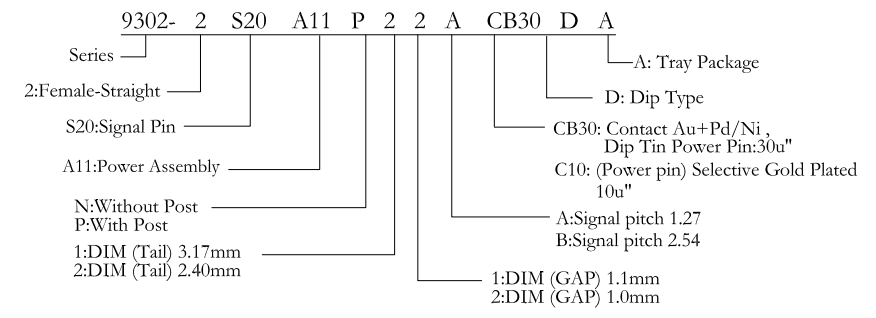 9302- 2 S20 A11 P 2 2 A CB30 D A
Series
A: Tray Package
2:Female-Straight
D: Dip Type
S20:Signal Pin
CB30: Contact Au+Pd/Ni ,
Dip Tin Power Pin:30u"
A11:Power Assembly
C10: (Power pin) Selective Gold Plated
10u"
N:Without Post
P:With Post
A:Signal pitch 1.27
B:Signal pitch 2.54
1:DIM (Tail) 3.17mm
2:DIM (Tail) 2.40mm
1:DIM (GAP) 1.1mm
2:DIM (GAP) 1.0mm